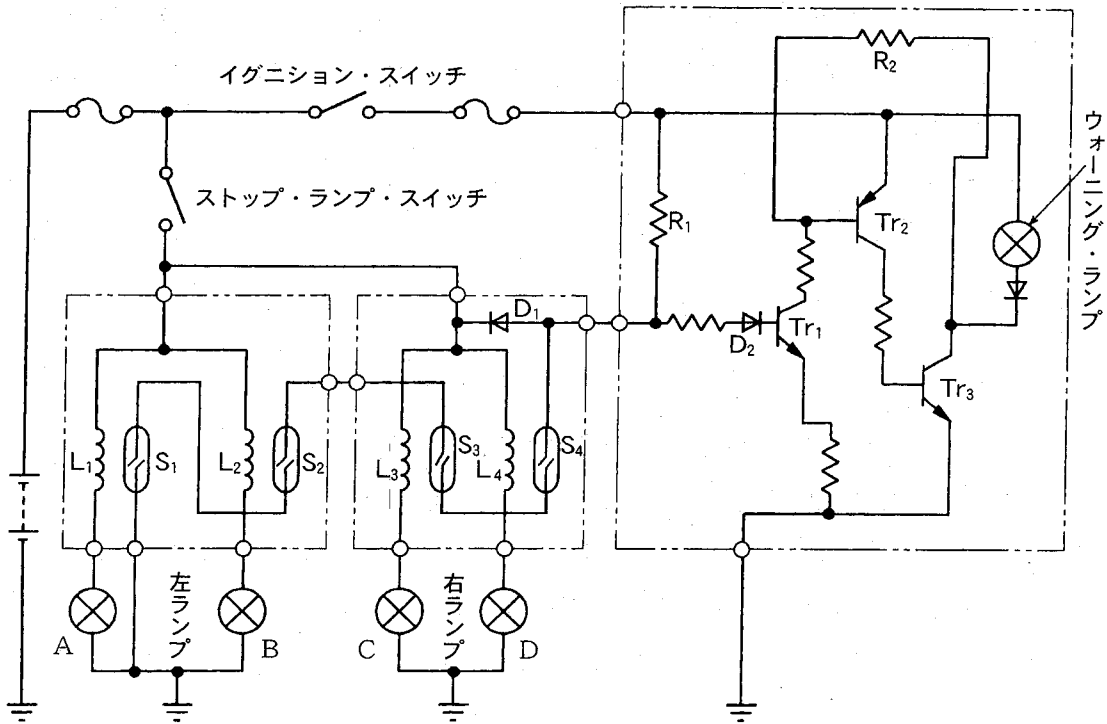 イグニション・スイッチ
R2
ウォーニング・ランプ
ストップ・ランプ・スイッチ
R1
Tr2
D1
D2
Tr1
Tr3
L1
S1
L2
S2
L3
S3
L4
S4
左ランプ
右ランプ
A
B
C
D